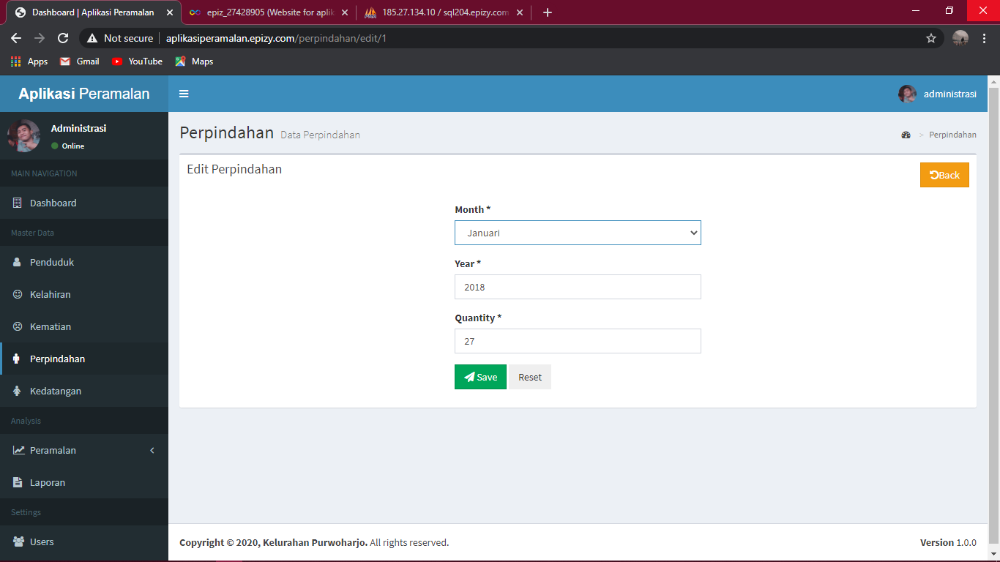 Dashboard | Aplikasi Peramalan
epiz_27428905 (Website for aplik
185.27.134.10 / sql204.epizy.com
Not secure
aplikasiperamalan.epizy.com/perpindahan/edit/1
Apps
Gmail
YouTube
Maps
Aplikasi Peramalan
administrasi
Administrasi
Online
MAIN NAVIGATION
Dashboard
Master Data
Penduduk
Kelahiran
Kematian
Perpindahan
Kedatangan
Analysis
Peramalan
Laporan
Settings
Users
Perpindahan Data Perpindahan
> Perpindahan
Edit Perpindahan
Back
Month *
Januari
Year *
2018
Quantity *
27
Save
Reset
Copyright © 2020, Kelurahan Purwoharjo. All rights reserved.
Version 1.0.0